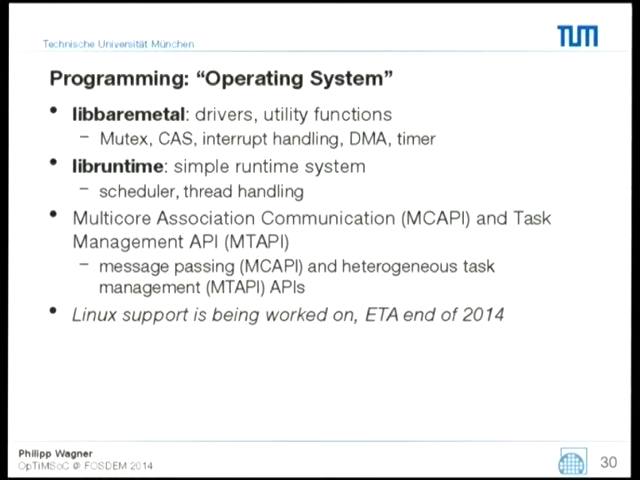 Technische Universität München
TUM
Programming: “Operating System”
• libbaremetal: drivers, utility functions
– Mutex, CAS, interrupt handling, DMA, timer
• libruntime: simple runtime system
– scheduler, thread handling
• Multicore Association Communication (MCAPI) and Task
Management API (MTAPI)
– message passing (MCAPI) and heterogeneous task
management (MTAPI) APIs
• Linux support is being worked on, ETA end of 2014
Philipp Wagner
OpTiMSoC @ FOSDEM 2014
30